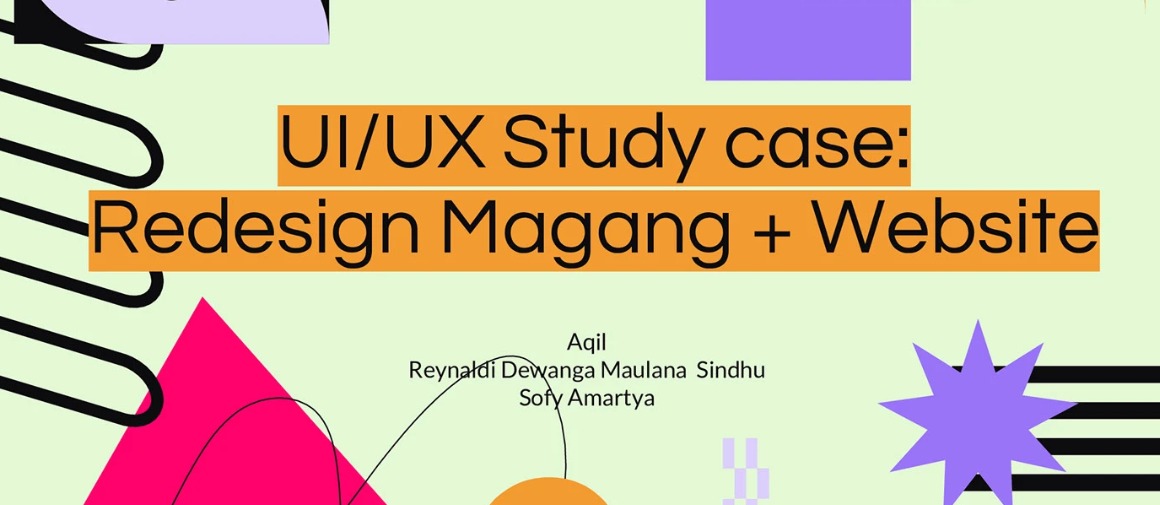 UI/UX Study case:
Redesign Magang + Website
Aqil
Reynaldi Dewanga Maulana Sindhu
Sofy Amartya